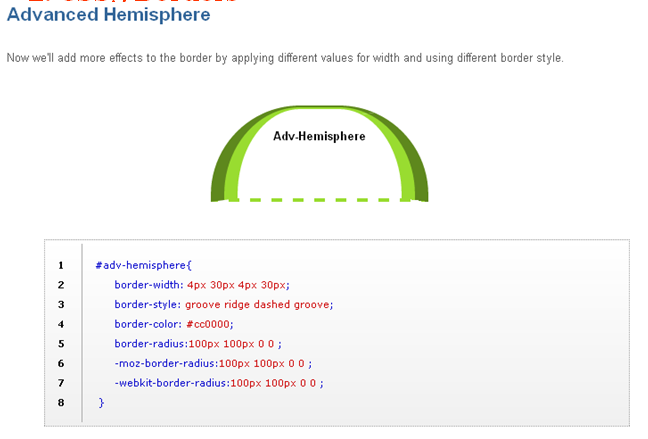 Advanced Hemisphere
Now we'll add more effects to the border by applying different values for width and using different border style.
Adv-Hemisphere
1 #adv-hemisphere{
2 border-width: 4px 30px 4px 30px;
3 border-style: groove ridge dashed groove;
4 border-color: #cc0000;
5 border-radius:100px 100px 0 0 ;
6 -moz-border-radius:100px 100px 0 0 ;
7 -webkit-border-radius:100px 100px 0 0 ;
8 }